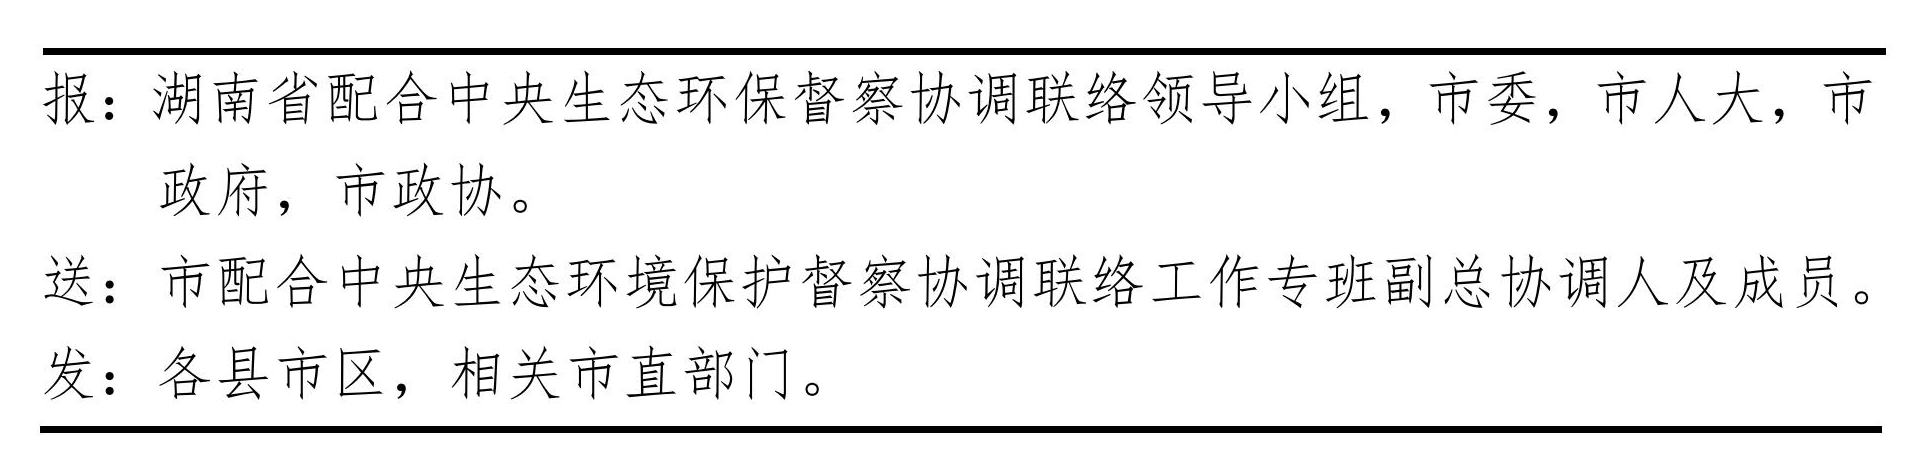 报：湖南省配合中央生态环保督察协调联络领导小组，市委，市人大，市
政府，市政协。
送：市配合中央生态环境保护督察协调联络工作专班副总协调人及成员。
发：各县市区，相关市直部门。